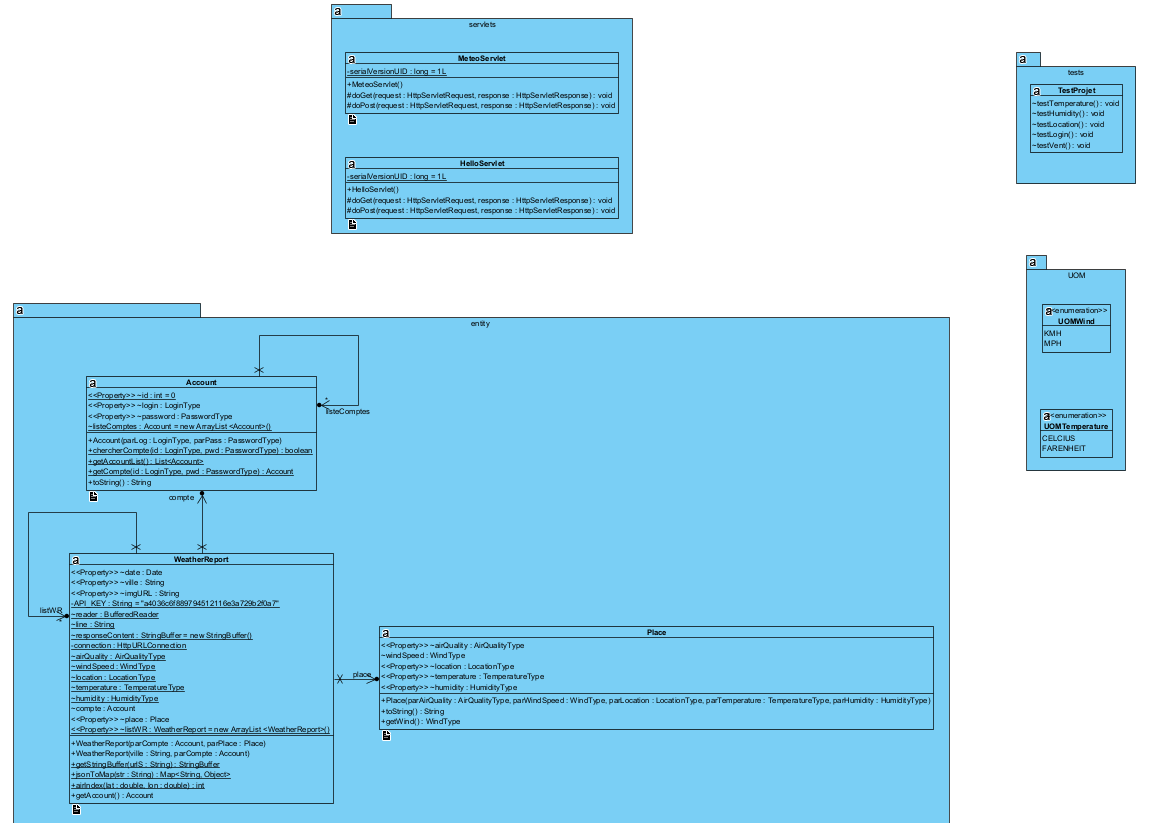 a
servlets
a
MeteoServlet
-serialVersionUID : long = 1L
+MeteoServlet()
#doGet(request : HttpServletRequest, response : HttpServletResponse) : void
#doPost(request : HttpServletRequest, response : HttpServletResponse) : void
a
HelloServlet
-serialVersionUID : long = 1L
+HelloServlet()
#doGet(request : HttpServletRequest, response : HttpServletResponse) : void
#doPost(request : HttpServletRequest, response : HttpServletResponse) : void
a
tests
a
TestProjet
~testTemperature() : void
~testHumidity() : void
~testLocation() : void
~testLogin() : void
~testVent() : void
a
UOM
a
<<enumeration>>
UOMWind
KMH
MPH
a
<<enumeration>>
UOMTemperature
CELCIUS
FARENHEIT
a
entity
a
Account
<<Property>> ~id : int = 0
<<Property>> ~login : LoginType
<<Property>> ~password : PasswordType
~listeComptes : Account = new ArrayList <Account>()
+Account(parLog : LoginType, parPass : PasswordType)
+chercherCompte(id : LoginType, pwd : PasswordType) : boolean
+getAccountList() : List<Account>
+getCompte(id : LoginType, pwd : PasswordType) : Account
+toString() : String
*
listeComptes
compte
a
WeatherReport
<<Property>> ~date : Date
<<Property>> ~ville : String
<<Property>> ~imgURL : String
-API_KEY : String = "a4036c6f889794512116e3a729b2f0a7"
~reader : BufferedReader
~line : String
~responseContent : StringBuffer = new StringBuffer()
-connection : HttpURLConnection
~airQuality : AirQualityType
~windSpeed : WindType
~location : LocationType
~temperature : TemperatureType
~humidity : HumidityType
~compte : Account
<<Property>> ~place : Place
<<Property>> ~listWR : WeatherReport = new ArrayList <WeatherReport>()
+WeatherReport(parCompte : Account, parPlace : Place)
+WeatherReport(ville : String, parCompte : Account)
+getStringBuffer(urlS : String) : StringBuffer
+jsonToMap(str : String) : Map<String, Object>
+airIndex(lat : double, lon : double) : int
+getAccount() : Account
listWR
*
place
a
Place
<<Property>> ~airQuality : AirQualityType
~windSpeed : WindType
<<Property>> ~location : LocationType
<<Property>> ~temperature : TemperatureType
<<Property>> ~humidity : HumidityType
+Place(parAirQuality : AirQualityType, parWindSpeed : WindType, parLocation : LocationType, parTemperature : TemperatureType, parHumidity : HumidityType)
+toString() : String
+getWind() : WindType